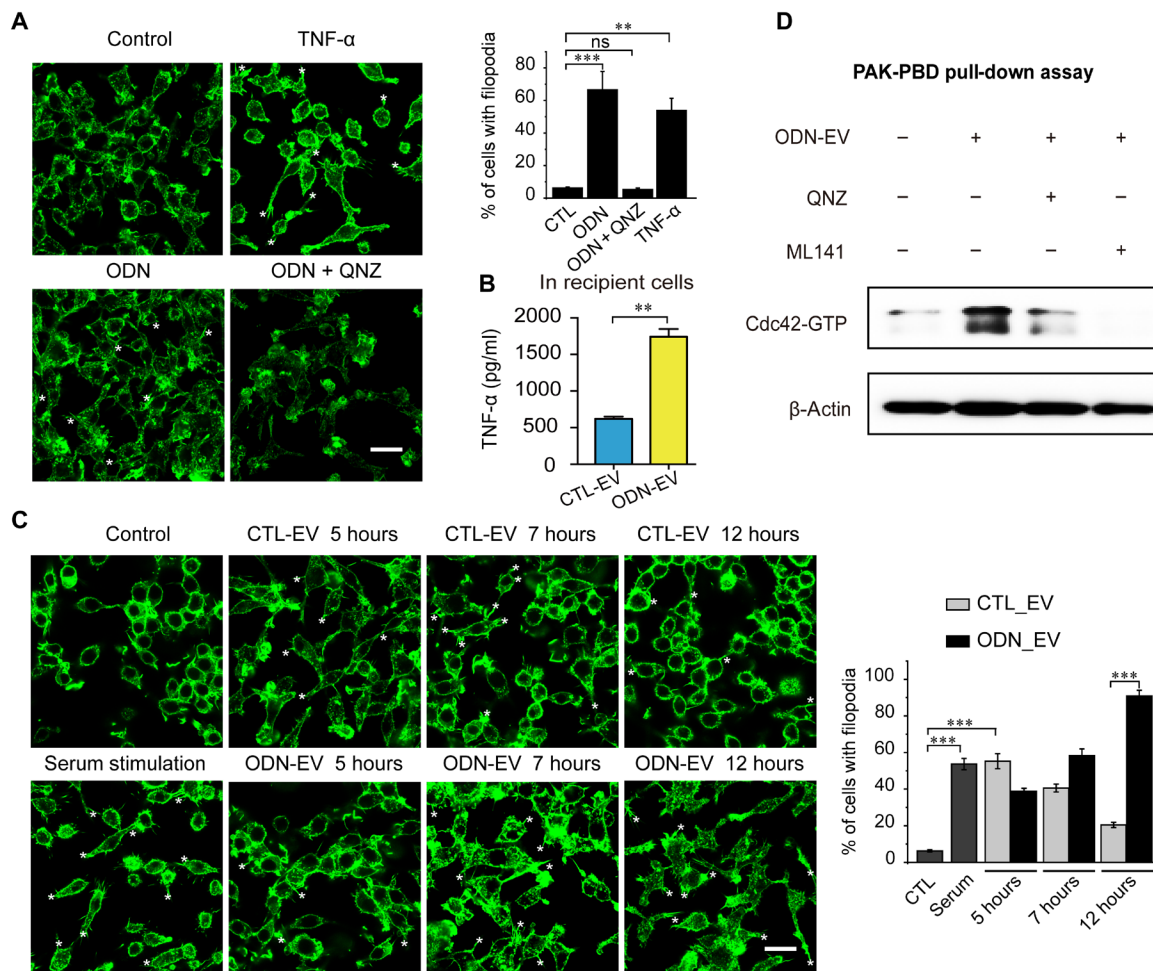 A
Control
TNF-α
ODN
ODN + QNZ
% of cells with filopodia
80
60
40
20
0
**
ns
***
CTL
ODN
ODN + QNZ
TNF-α
B
In recipient cells
TNF-α (pg/ml)
2000
1500
1000
500
0
**
CTL-EV
ODN-EV
D
PAK-PBD pull-down assay
ODN-EV – + + +
QNZ – – + –
ML141 – – – +
Cdc42-GTP
β-Actin
C
Control
CTL-EV 5 hours
CTL-EV 7 hours
CTL-EV 12 hours
Serum stimulation
ODN-EV 5 hours
ODN-EV 7 hours
ODN-EV 12 hours
CTL_EV
ODN_EV
% of cells with filopodia
100
80
60
40
20
0
***
***
***
CTL
Serum
5 hours
7 hours
12 hours